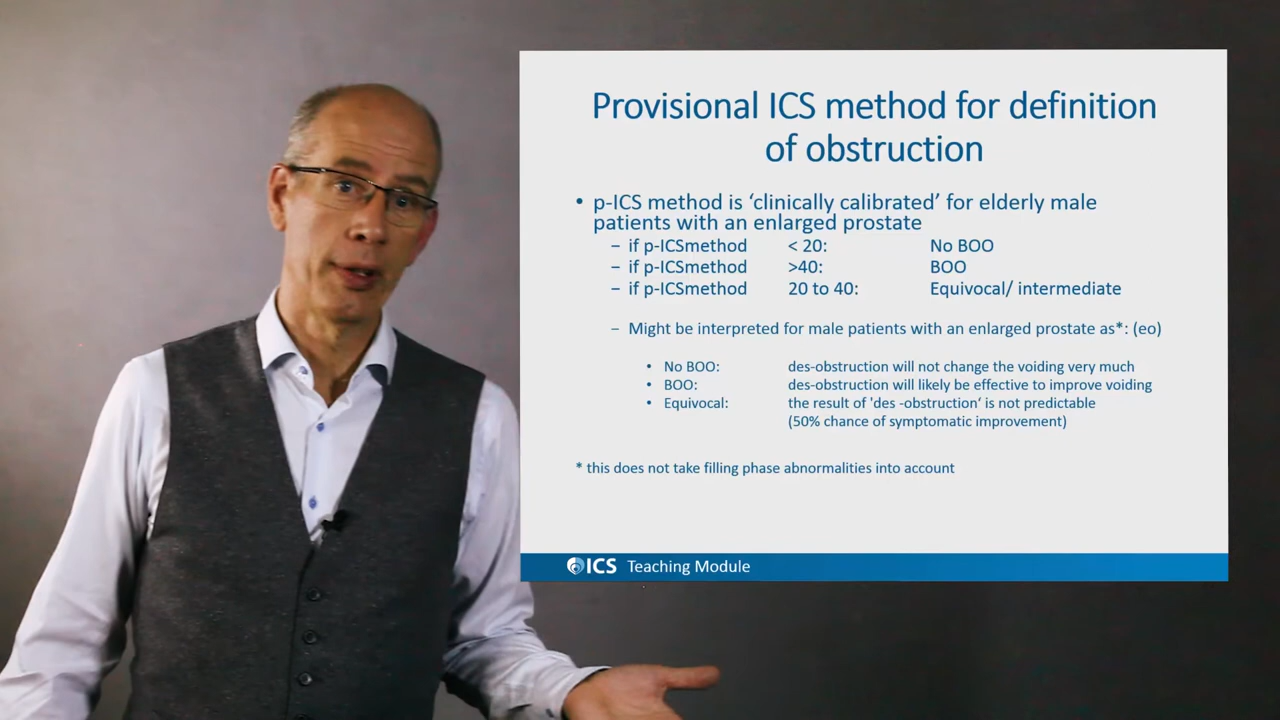 Provisional ICS method for definition
of obstruction
• p-ICS method is ‘clinically calibrated’ for elderly male
patients with an enlarged prostate
– if p-ICSmethod < 20: No BOO
– if p-ICSmethod >40: BOO
– if p-ICSmethod 20 to 40: Equivocal/ intermediate
– Might be interpreted for male patients with an enlarged prostate as*: (eo)
• No BOO: des-obstruction will not change the voiding very much
• BOO: des-obstruction will likely be effective to improve voiding
• Equivocal: the result of 'des -obstruction‘ is not predictable
(50% chance of symptomatic improvement)
* this does not take filling phase abnormalities into account
ICS Teaching Module